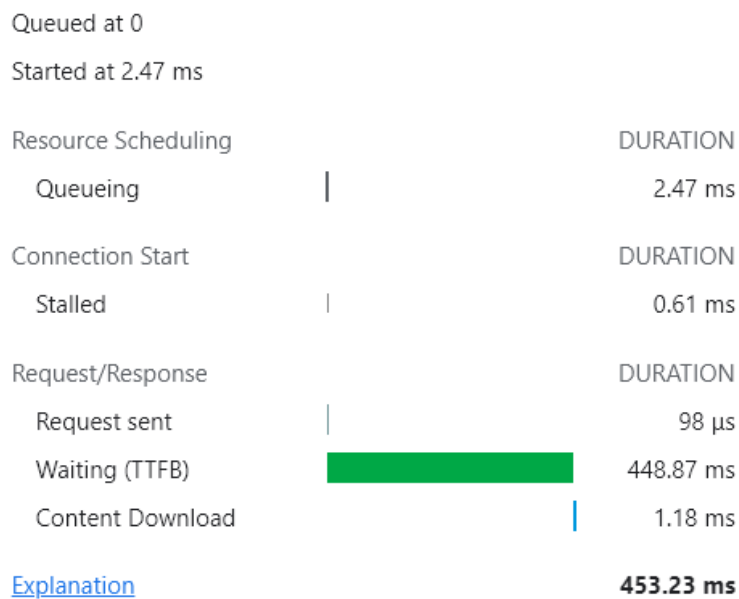 Queued at 0
Started at 2.47 ms
Resource Scheduling DURATION
Queueing 2.47 ms
Connection Start DURATION
Stalled 0.61 ms
Request/Response DURATION
Request sent 98 μs
Waiting (TTFB) 448.87 ms
Content Download 1.18 ms
Explanation 453.23 ms